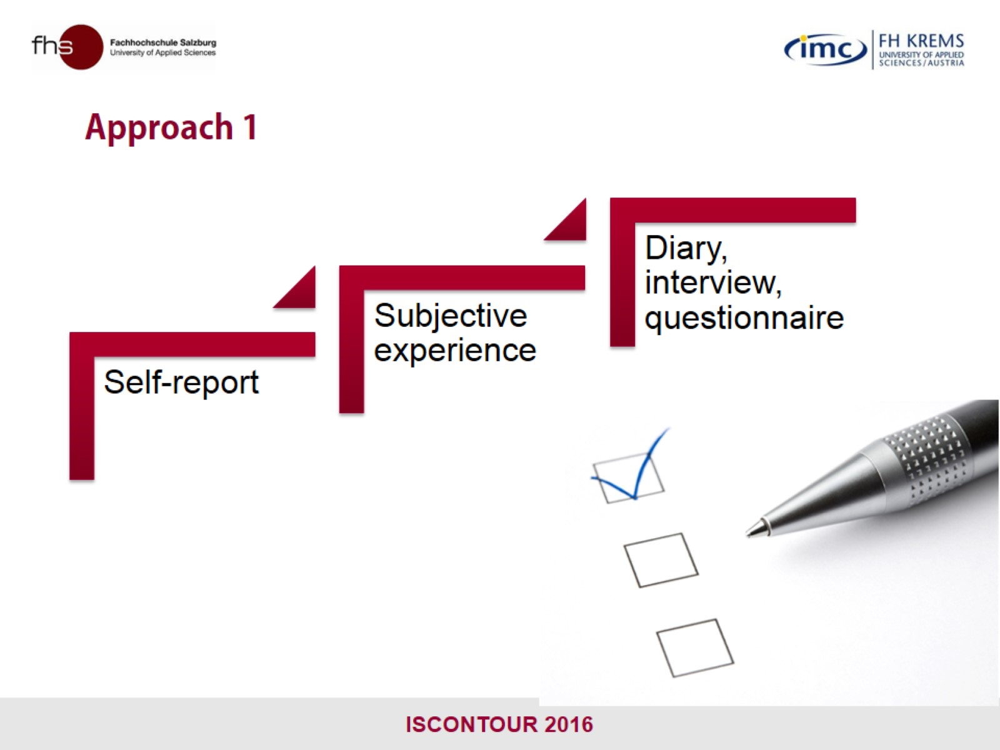 fhs
Fachhochschule Salzburg
University of Applied Sciences
imc
FH KREMS
UNIVERSITY OF APPLIED
SCIENCES/AUSTRIA
Approach 1
Self-report
Subjective
experience
Diary,
interview,
questionnaire
ISCONTOUR 2016